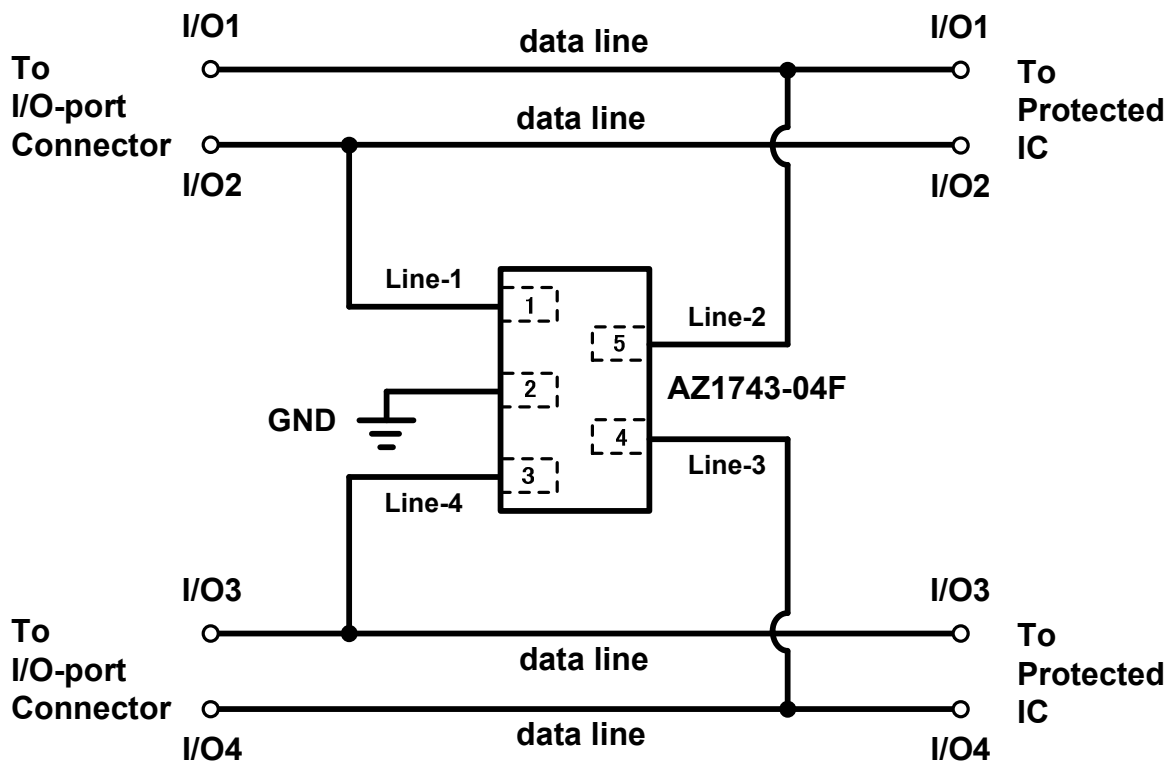 I/O1
data line
I/O1
To
I/O-port
Connector
To
Protected
IC
data line
I/O2
I/O2
Line-1
1
Line-2
5
2
AZ1743-04F
GND
4
3
Line-3
Line-4
I/O3
I/O3
To
I/O-port
Connector
To
Protected
IC
data line
data line
I/O4
I/O4